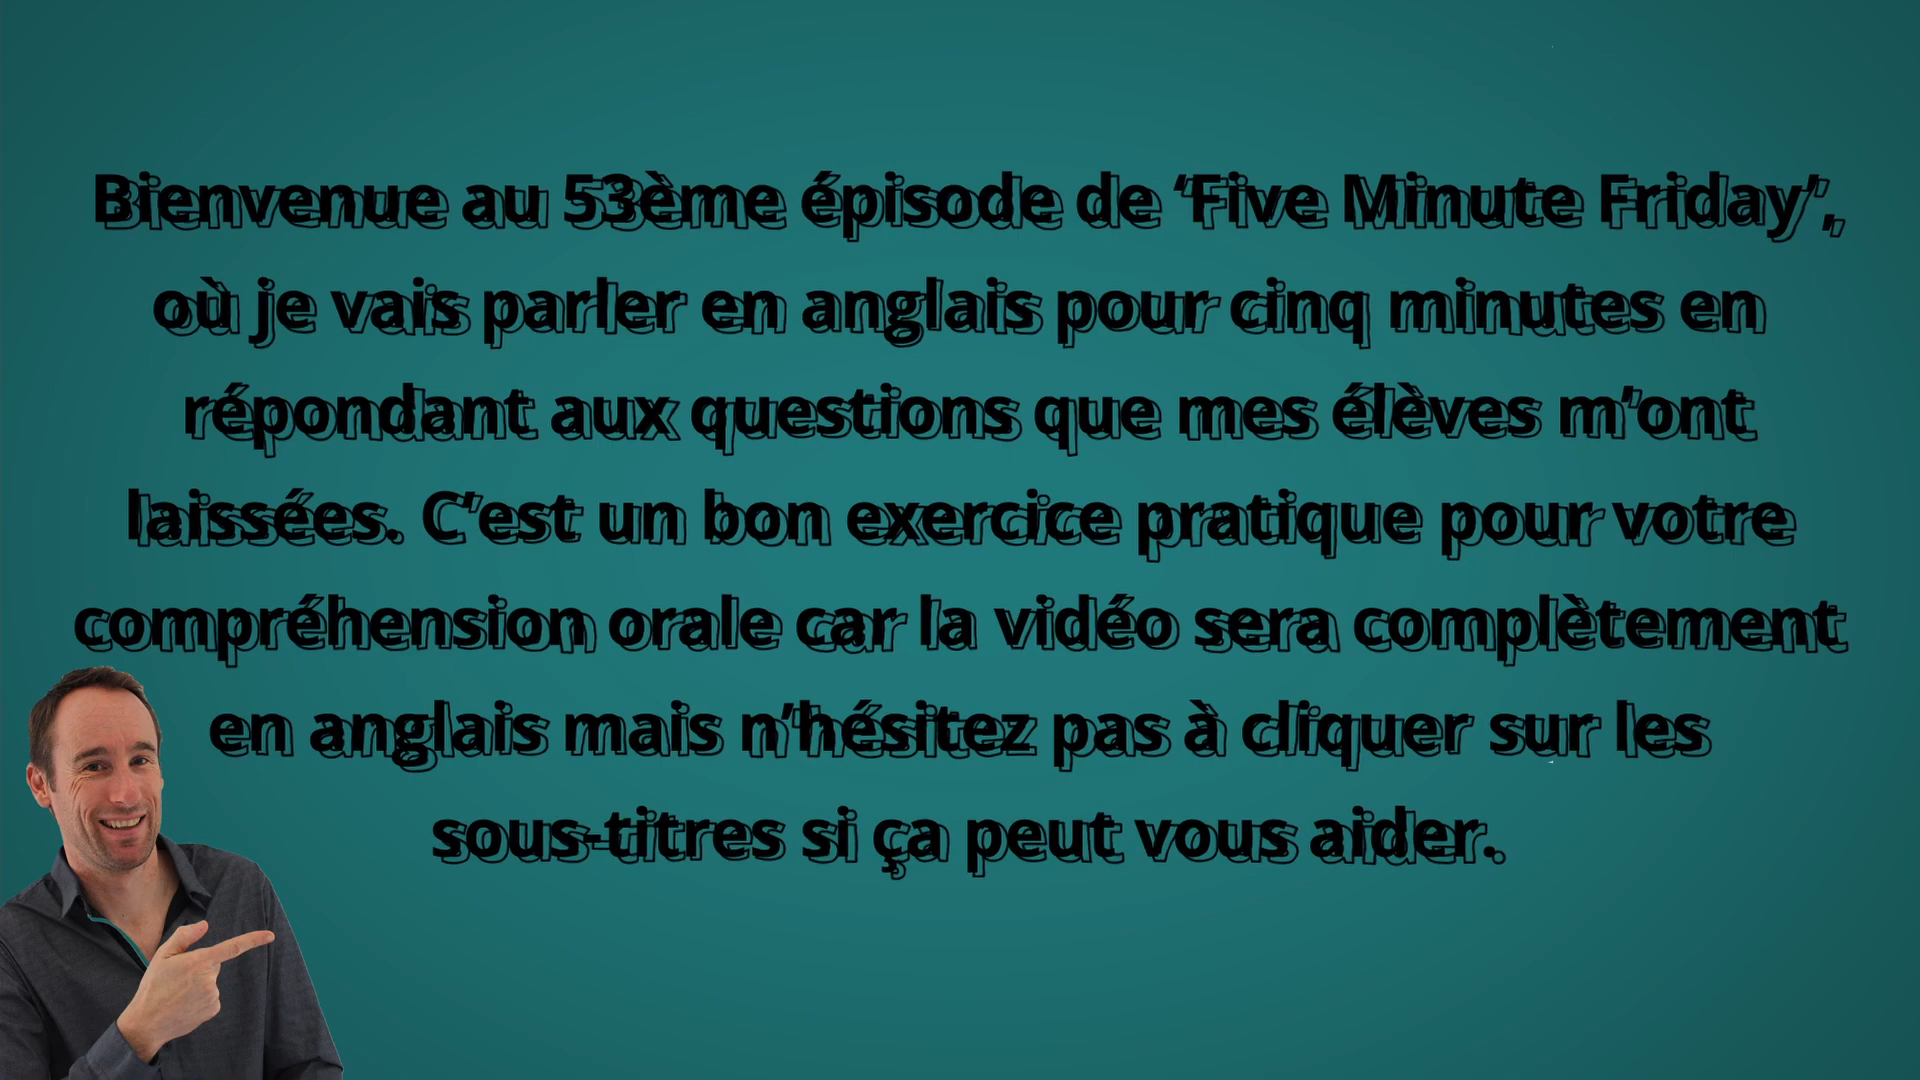 Bienvenue au 53ème épisode de ‘Five Minute Friday’,
où je vais parler en anglais pour cinq minutes en
répondant aux questions que mes élèves m’ont
laissées. C’est un bon exercice pratique pour votre
compréhension orale car la vidéo sera complètement
en anglais mais n’hésitez pas à cliquer sur les
sous-titres si ça peut vous aider.